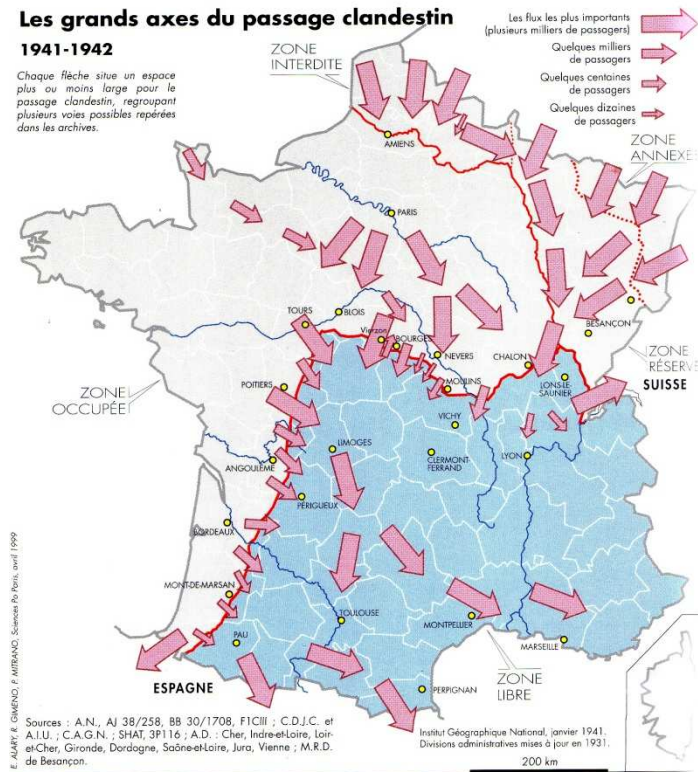 Les grands axes du passage clandestin
1941-1942
Chaque flèche situe un espace
plus ou moins large pour le
passage clandestin, regroupant
plusieurs voies possibles repérées
dans les archives.
Les flux les plus importants
(plusieurs milliers de passagers)
Quelques milliers
de passagers
Quelques centaines
de passagers
Quelques dizaines
de passagers
ZONE
INTERDITE
ZONE
ANNEXÉE
AMIENS
PARIS
TOURS
BLOIS
Vierzon
BOURGES
NEVERS
CHALON
BESANÇON
ZONE
RÉSERVÉ
SUISSE
MOULINS
LONS-LE-
SAUNIER
POITIERS
ZONE
OCCUPÉE
VICHY
LIMOGES
CLERMONT-
FERRAND
LYON
ANGOULÊME
PÉRIGUEUX
BORDEAUX
MONT-DE-MARSAN
TOULOUSE
MONTPELLIER
MARSEILLE
PAU
ESPAGNE
ZONE
LIBRE
PERPIGNAN
E. ALARY, R. GIMENO, P. MITRANO, Sciences Po Paris, avril 1999
Sources : A.N., AJ 38/258, BB 30/1708, F1CIII ; C.D.J.C. et
A.I.U. ; C.A.G.N. ; SHAT, 3P116 ; A.D. : Cher, Indre-et-Loire, Loir-
et-Cher, Gironde, Dordogne, Saône-et-Loire, Jura, Vienne ; M.R.D.
de Besançon.
Institut Géographique National, janvier 1941.
Divisions administratives mises à jour en 1931.
200 km